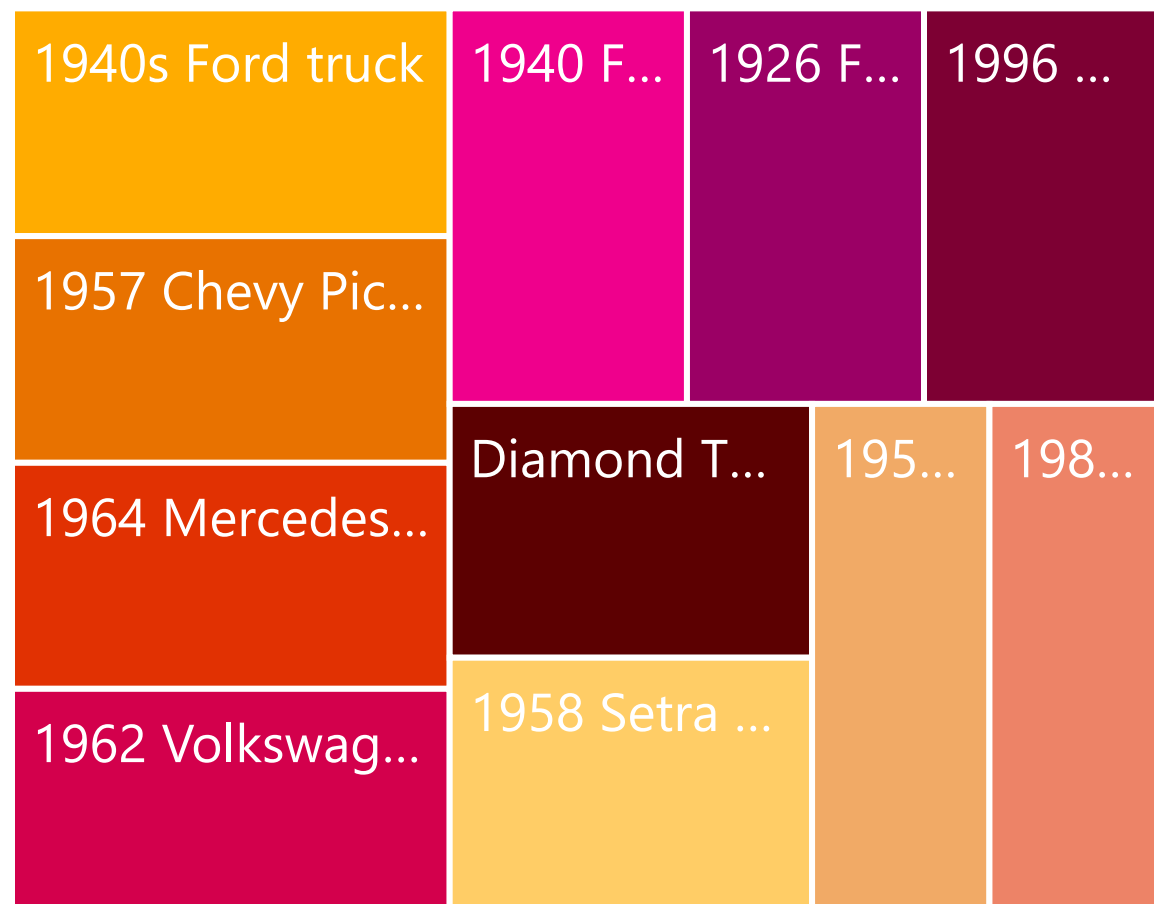 1940s Ford truck
1957 Chevy Pic...
1964 Mercedes...
1962 Volkswag...
1940 F...
1926 F...
1996 ...
Diamond T...
1958 Setra ...
195...
198...